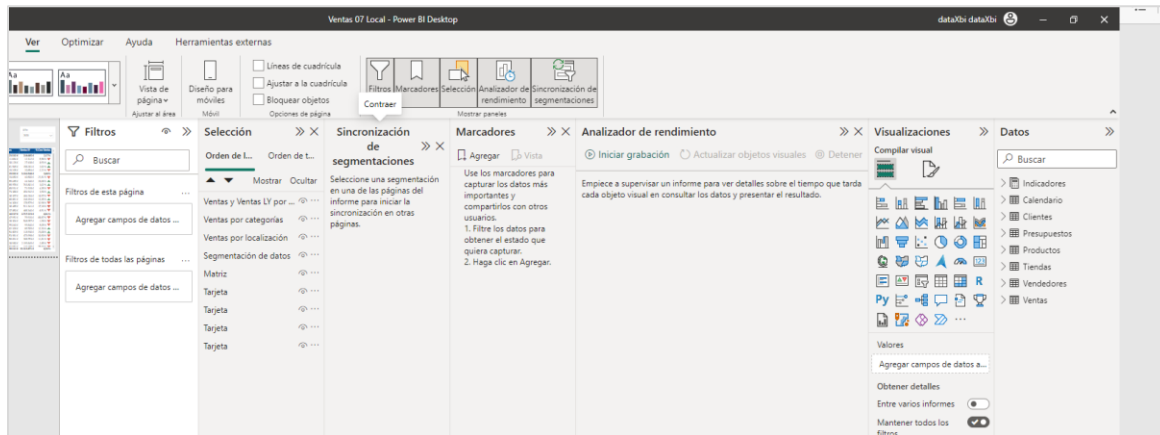 Ventas 07 Local - Power BI Desktop
dataXbi dataXbi
Ver Optimizar Ayuda Herramientas externas
Aa Aa
Vista de
página
Ajustar al área
Diseño para
móviles
Móvil
Líneas de cuadrícula
Ajustar a la cuadrícula
Bloquear objetos
Opciones de página
Filtros
Marcadores
Selección
Analizador de
rendimiento
Sincronización de
segmentaciones
Mostrar paneles
Contraer
Filtros
Buscar
Filtros de esta página ...
Agregar campos de datos ...
Filtros de todas las páginas ...
Agregar campos de datos ...
Selección
Orden de l... Orden de t...
Mostrar Ocultar
Ventas y Ventas LY por ...
Ventas por categorías
Ventas por localización
Segmentación de datos
Matriz
Tarjeta
Tarjeta
Tarjeta
Tarjeta
Sincronización
de
segmentaciones
Seleccione una segmentación
en una de las páginas del
informe para iniciar la
sincronización en otras
páginas.
Marcadores
Agregar Vista
Use los marcadores para
capturar los datos más
importantes y
compartirlos con otros
usuarios.
1. Filtre los datos para
obtener el estado que
quiera capturar.
2. Haga clic en Agregar.
Analizador de rendimiento
Iniciar grabación Actualizar objetos visuales Detener
Empiece a supervisar un informe para ver detalles sobre el tiempo que tarda
cada objeto visual en consultar los datos y presentar el resultado.
Visualizaciones
Compilar visual
R
Py
Valores
Agregar campos de datos a...
Obtener detalles
Entre varios informes
Mantener todos los
filtros
Datos
Buscar
Indicadores
Calendario
Clientes
Presupuestos
Productos
Tiendas
Vendedores
Ventas